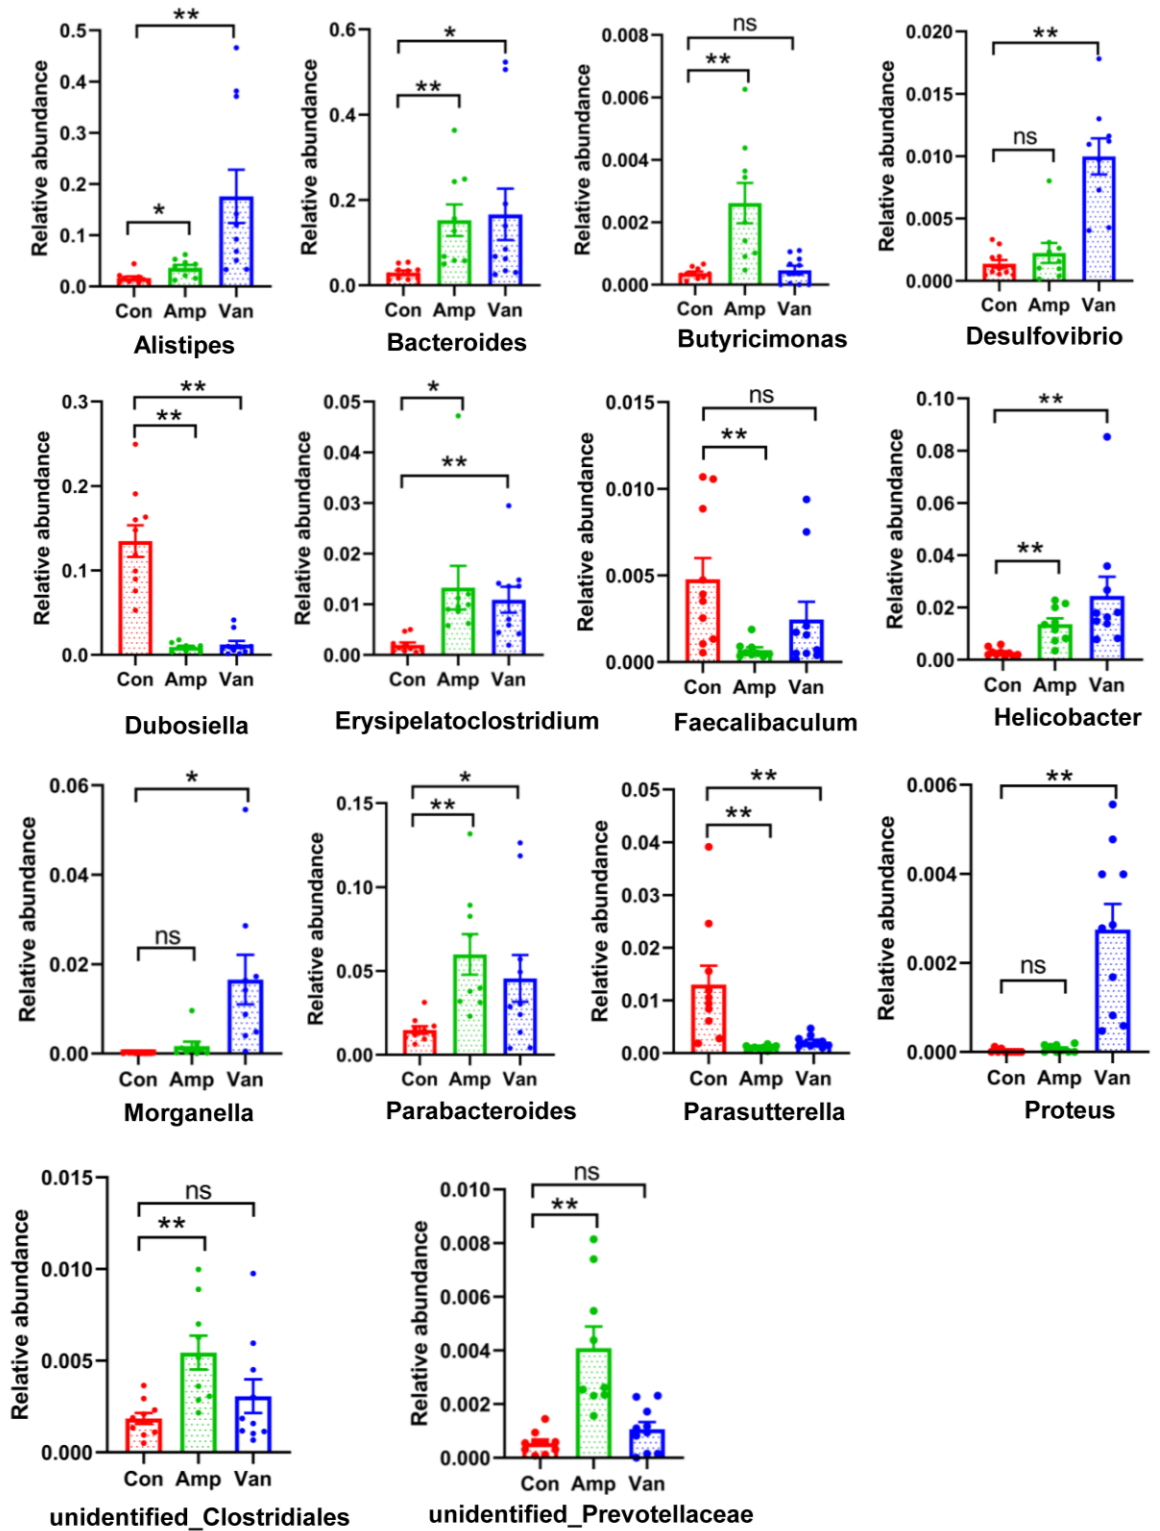 **
0.5
0.4
0.3
0.2
0.1
0.0
Relative abundance
*
Con Amp Van
Alistipes
*
**
0.6
0.4
0.2
0.0
Relative abundance
Con Amp Van
Bacteroides
ns
**
0.008
0.006
0.004
0.002
0.000
Relative abundance
Con Amp Van
Butyricimonas
**
ns
0.020
0.015
0.010
0.005
0.000
Relative abundance
Con Amp Van
Desulfovibrio
**
**
0.3
0.2
0.1
0.0
Relative abundance
Con Amp Van
Dubosiella
*
**
0.05
0.04
0.03
0.02
0.01
0.00
Relative abundance
Con Amp Van
Erysipelatoclostridium
ns
**
0.015
0.010
0.005
0.000
Relative abundance
Con Amp Van
Faecalibaculum
**
**
0.10
0.08
0.06
0.04
0.02
0.00
Relative abundance
Con Amp Van
Helicobacter
*
ns
0.06
0.04
0.02
0.00
Relative abundance
Con Amp Van
Morganella
*
**
0.15
0.10
0.05
0.00
Relative abundance
Con Amp Van
Parabacteroides
**
**
0.05
0.04
0.03
0.02
0.01
0.00
Relative abundance
Con Amp Van
Parasutterella
**
ns
0.006
0.004
0.002
0.000
Relative abundance
Con Amp Van
Proteus
ns
**
0.015
0.010
0.005
0.000
Relative abundance
Con Amp Van
unidentified_Clostridiales
ns
**
0.010
0.008
0.006
0.004
0.002
0.000
Relative abundance
Con Amp Van
unidentified_Prevotellaceae